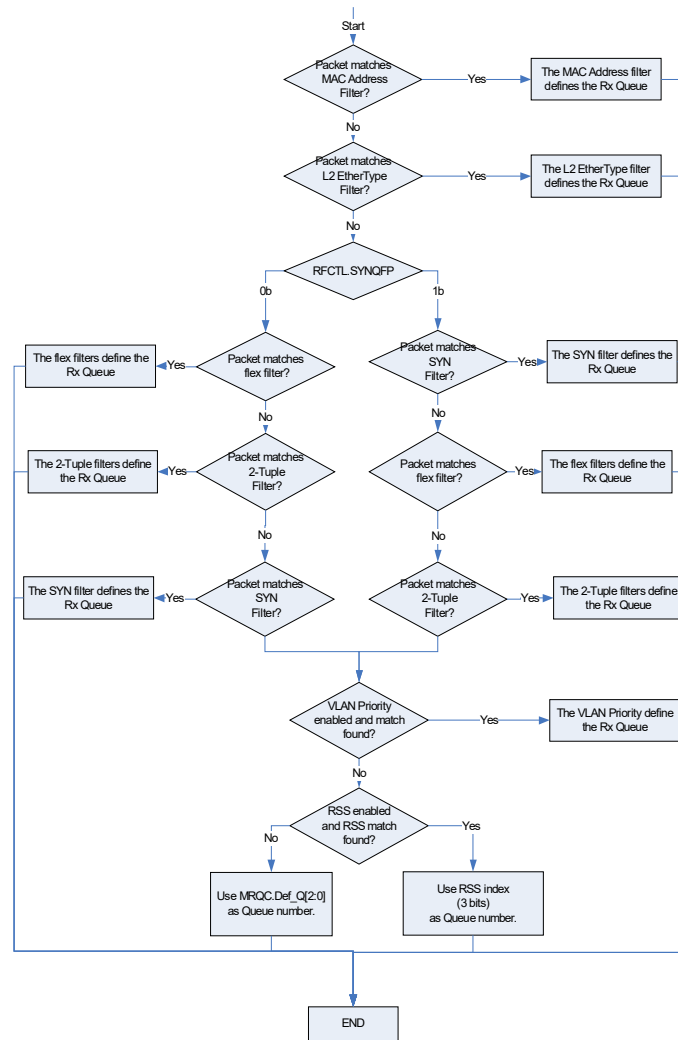 Start
Packet matches
MAC Address
Filter?
Yes
The MAC Address filter
defines the Rx Queue
No
Packet matches
L2 EtherType
Filter?
Yes
The L2 EtherType filter
defines the Rx Queue
No
RFCTL.SYNQFP
0b
1b
Packet matches
flex filter?
Yes
The flex filters define the
Rx Queue
Packet matches
SYN
Filter?
Yes
The SYN filter defines the
Rx Queue
No
No
Packet matches
2-Tuple
Filter?
Yes
The 2-Tuple filters define
the Rx Queue
Packet matches
flex filter?
Yes
The flex filters define the
Rx Queue
No
No
Packet matches
SYN
Filter?
Yes
The SYN filter defines the
Rx Queue
Packet matches
2-Tuple
Filter?
Yes
The 2-Tuple filters define
the Rx Queue
VLAN Priority
enabled and match
found?
Yes
The VLAN Priority define
the Rx Queue
No
RSS enabled
and RSS match
found?
No
Yes
Use MRQC.Def_Q[2:0]
as Queue number.
Use RSS index
(3 bits)
as Queue number.
END